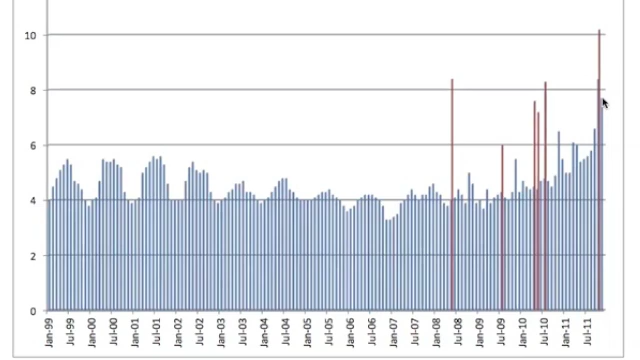 10
8
6
4
2
0
Jan-99
Jul-99
Jan-00
Jul-00
Jan-01
Jul-01
Jan-02
Jul-02
Jan-03
Jul-03
Jan-04
Jul-04
Jan-05
Jul-05
Jan-06
Jul-06
Jan-07
Jul-07
Jan-08
Jul-08
Jan-09
Jul-09
Jan-10
Jul-10
Jan-11
Jul-11